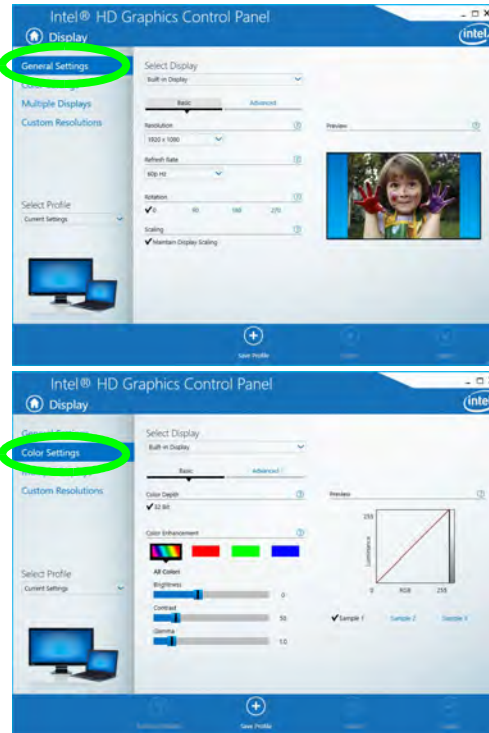 Intel® HD Graphics Control Panel
Display
intel
General Settings
Multiple Displays
Custom Resolutions
Select Profile
Current Settings
Select Display
Built-in Display
Basic
Advanced
Resolution
1920 x 1080
Refresh Rate
60p Hz
Rotation
0
90
180
270
Scaling
Maintain Display Scaling
Preview
Save Profile
Intel® HD Graphics Control Panel
Display
inte
Color Settings
Custom Resolutions
Select Profile
Current Settings
Select Display
Built-in Display
Basic
Advanced
Color Depth
32 Bit
Color Enhancement
All Colors
Brightness
0
Contrast
50
Gamma
1.0
Preview
255
Luminance
0
RGB
255
Sample 1
Sample 2
Sample 3
Save Profile